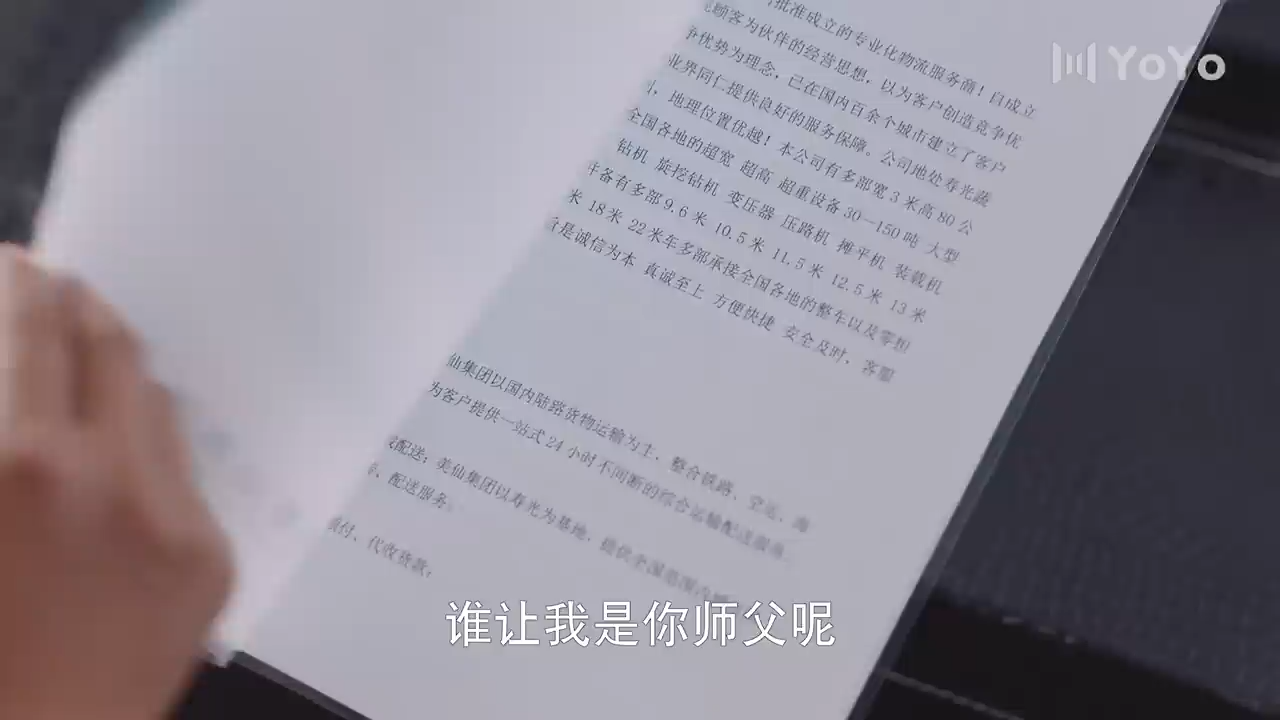 YoYo
批准成立的专业化物流服务商！自成立
顾客为伙伴的经营思想，以为客户创造竞争优
争优势为理念，已在国内百余个城市建立了客户
业界同仁提供良好的服务保障。公司地处寿光蔬
，地理位置优越！本公司有多部宽3米高80公
全国各地的超宽 超高 超重设备30—150吨 大型
钻机 旋挖钻机 变压器 压路机 摊平机 装载机
备有多部9.6米 10.5米 11.5米 12.5米 13米
米 18米 22米车多部承接全国各地的整车以及零担
是诚信为本 真诚至上 方便快捷 安全及时，客服
仙集团以国内陆路货物运输为主，整合铁路、空运、海
为客户提供一站式24小时不间断的综合运输配送服务。
配送：美仙集团以寿光为基地，提供全国范围内
、配送服务。
付、代收货款；
谁让我是你师父呢